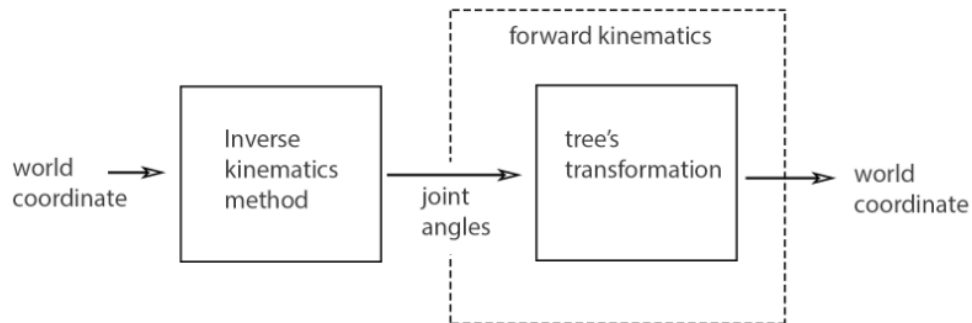 forward kinematics
world
coordinate
Inverse
kinematics
method
joint
angles
tree's
transformation
world
coordinate